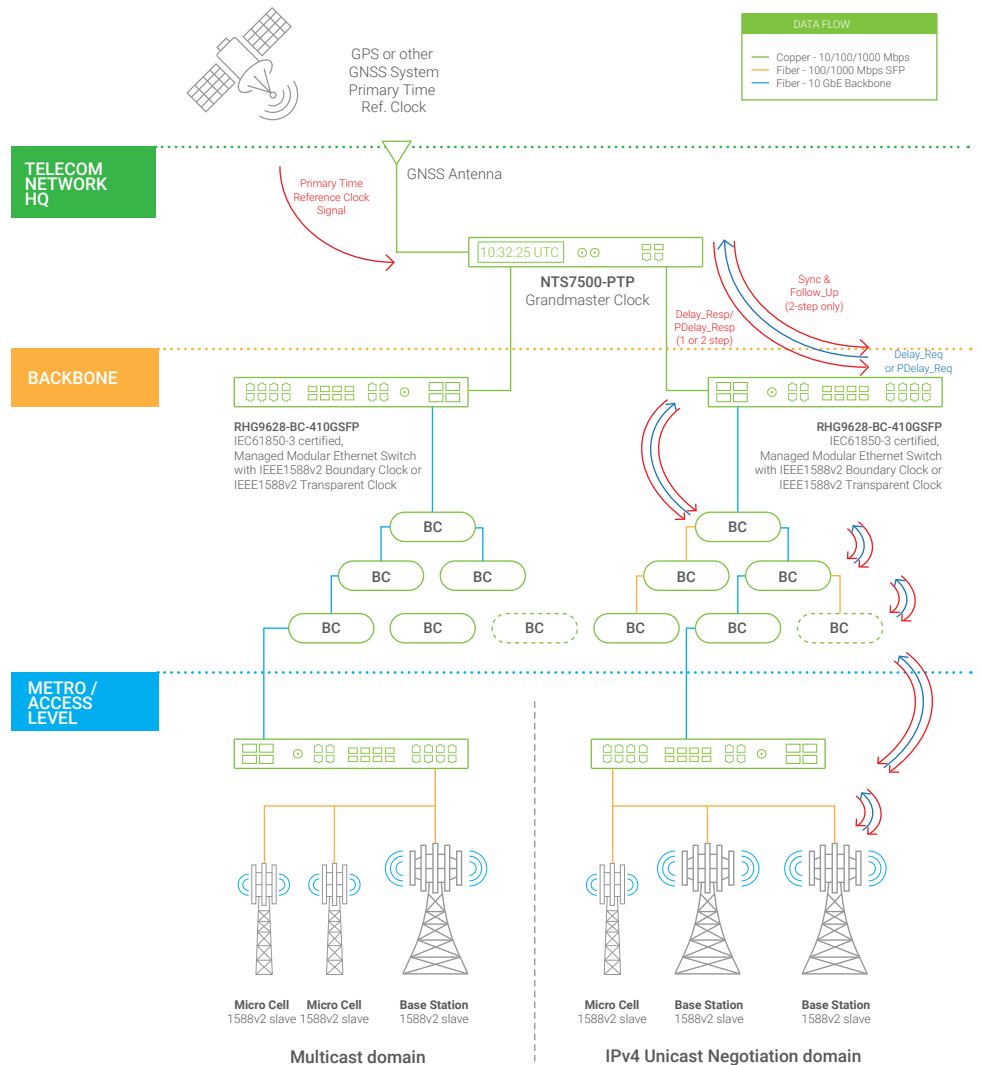 DATA FLOW
Copper - 10/100/1000 Mbps
Fiber - 100/1000 Mbps SFP
Fiber - 10 GbE Backbone
GPS or other
GNSS System
Primary Time
Ref. Clock
TELECOM
NETWORK
HQ
GNSS Antenna
Primary Time
Reference Clock
Signal
10:32:25 UTC
NTS7500-PTP
Grandmaster Clock
Sync &
Follow_Up
(2-step only)
Delay_Resp/
PDelay_Resp
(1 or 2 step)
Delay_Req
or PDelay_Req
BACKBONE
RHG9628-BC-410GSFP
IEC61850-3 certified,
Managed Modular Ethernet Switch
with IEEE1588v2 Boundary Clock or
IEEE1588v2 Transparent Clock
RHG9628-BC-410GSFP
IEC61850-3 certified,
Managed Modular Ethernet Switch
with IEEE1588v2 Boundary Clock or
IEEE1588v2 Transparent Clock
BC
BC
BC
BC
BC
BC
BC
BC
BC
BC
BC
BC
METRO /
ACCESS
LEVEL
Micro Cell
1588v2 slave
Micro Cell
1588v2 slave
Base Station
1588v2 slave
Micro Cell
1588v2 slave
Base Station
1588v2 slave
Base Station
1588v2 slave
Multicast domain
IPv4 Unicast Negotiation domain